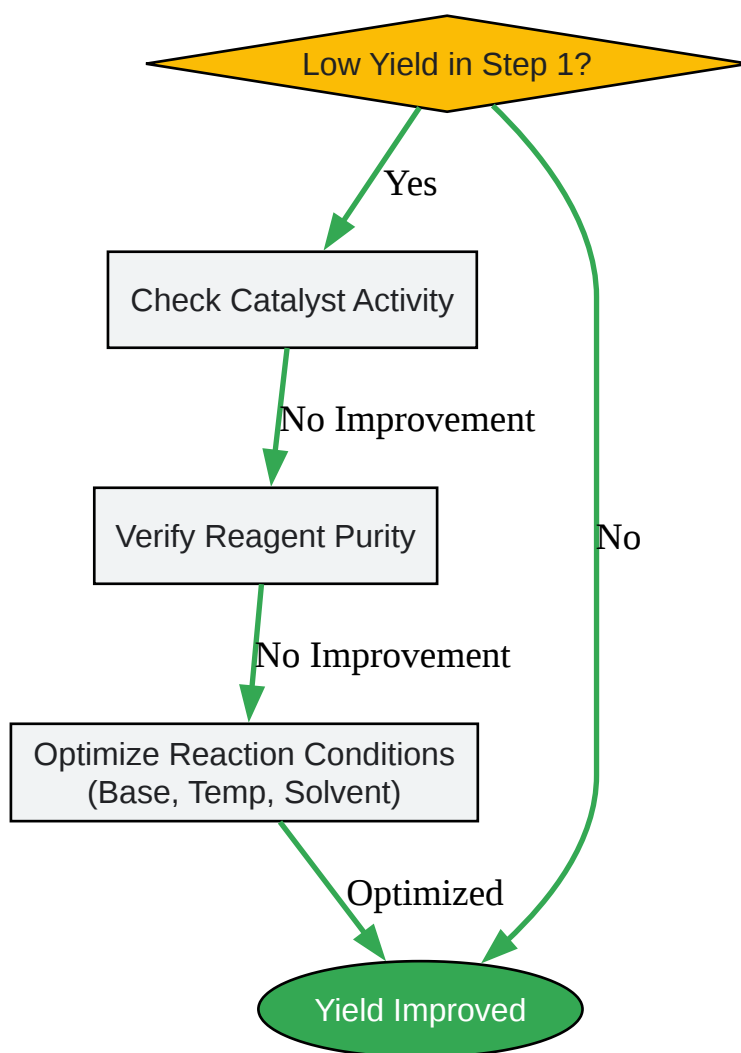 Low Yield in Step 1?
Yes
Check Catalyst Activity
No Improvement
Verify Reagent Purity
No
No Improvement
Optimize Reaction Conditions
(Base, Temp, Solvent)
Optimized
Yield Improved